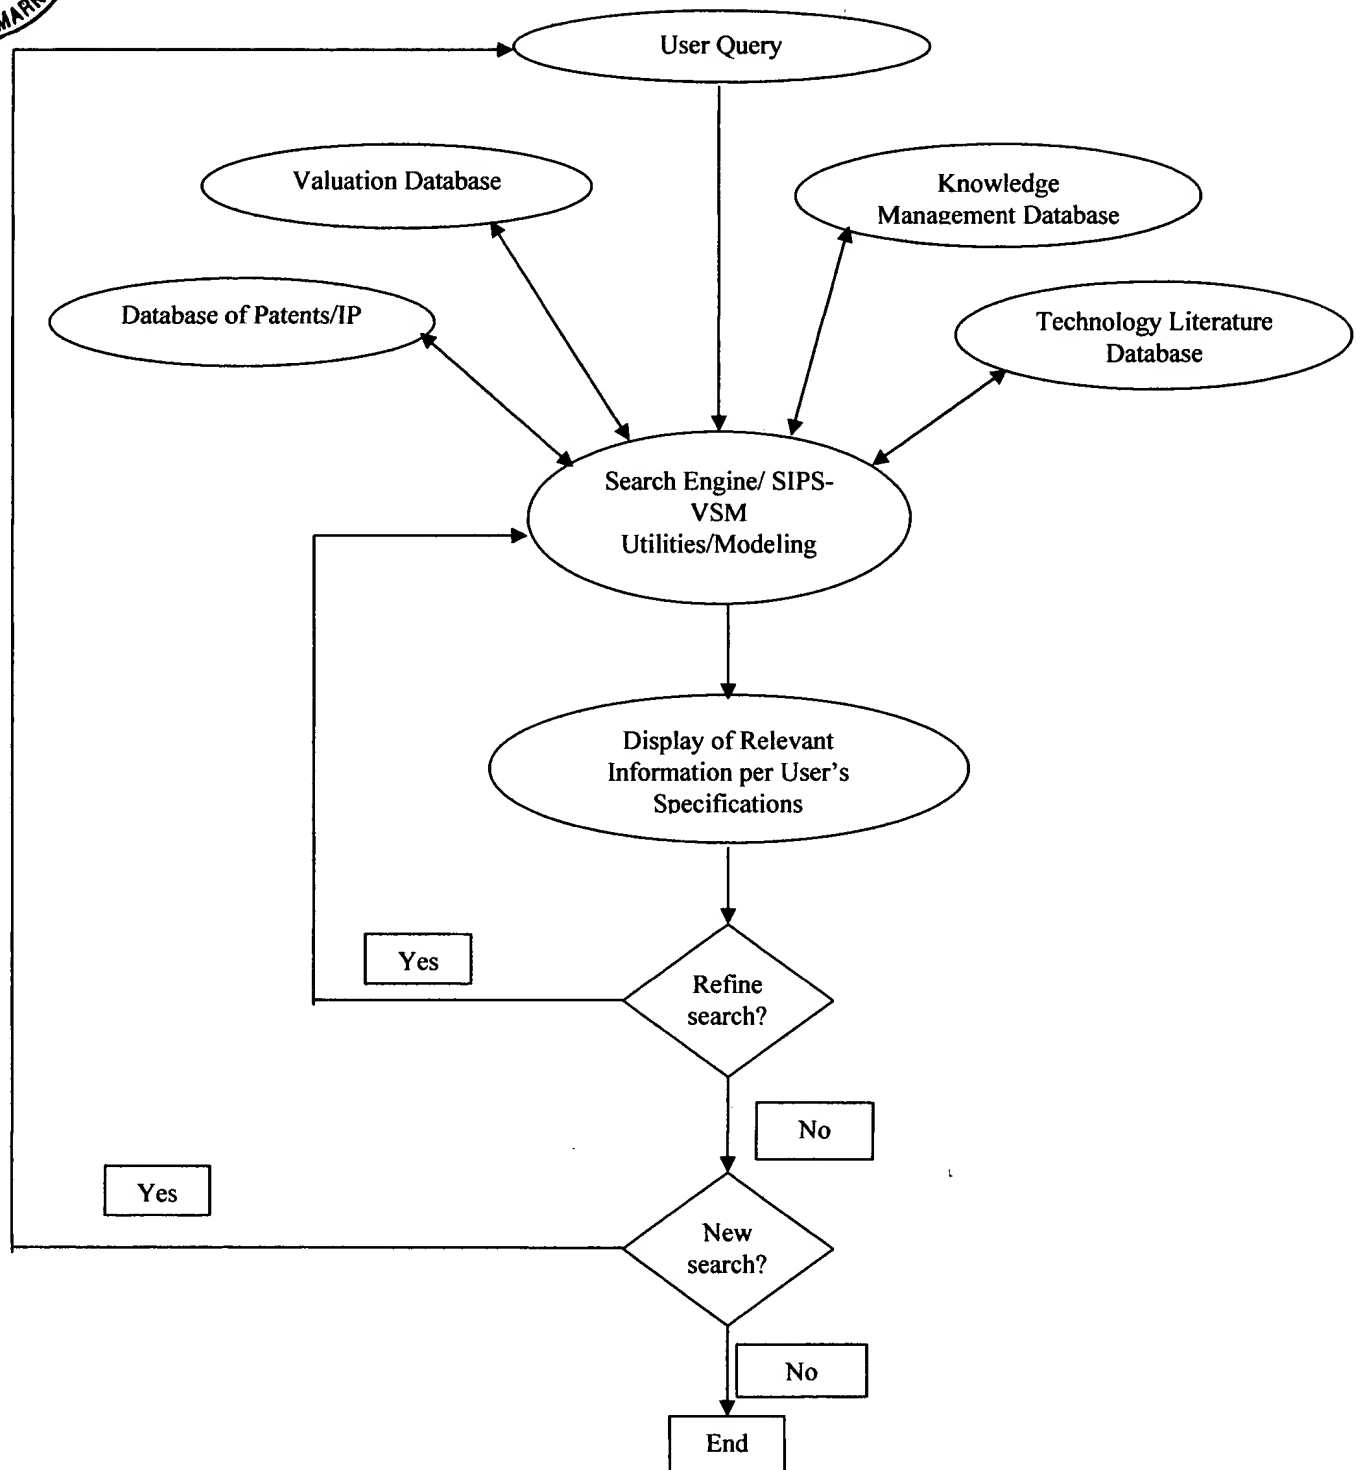 MARK
User Query
Valuation Database
Knowledge
Management Database
Database of Patents/IP
Technology Literature
Database
Search Engine/ SIPS-
VSM
Utilities/Modeling
Display of Relevant
Information per User's
Specifications
Yes
Refine
search?
No
Yes
New
search?
No
End